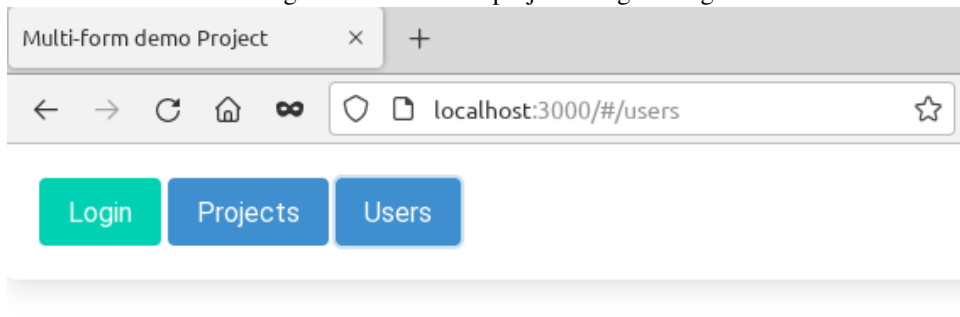 Multi-form demo Project × +
localhost:3000/#/users
Login Projects Users